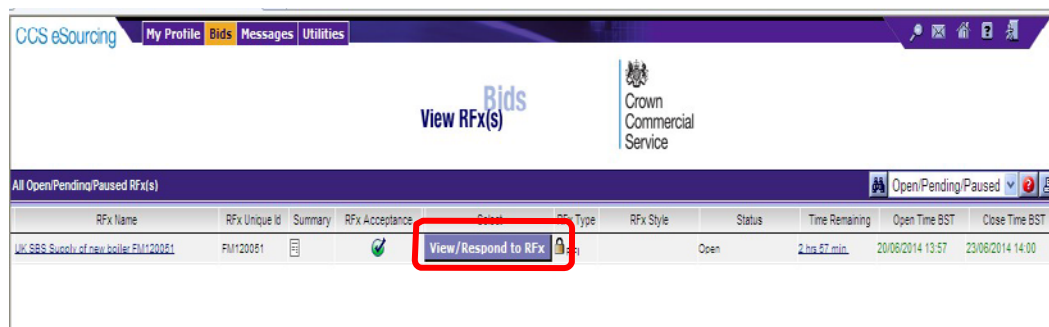 CCS eSourcing
My Profile Bids Messages Utilities
Bids
View RFx(s)
Crown
Commercial
Service
All Open/Pending/Paused RFx(s) Open/Pending/Paused
RFx Name RFx Unique Id Summary RFx Acceptance Select RFx Type RFx Style Status Time Remaining Open Time BST Close Time BST
UK SBS Supply of new boiler FM120051 FM120051 View/Respond to RFx Open 2 hrs 57 min 20/06/2014 13:57 23/06/2014 14:00